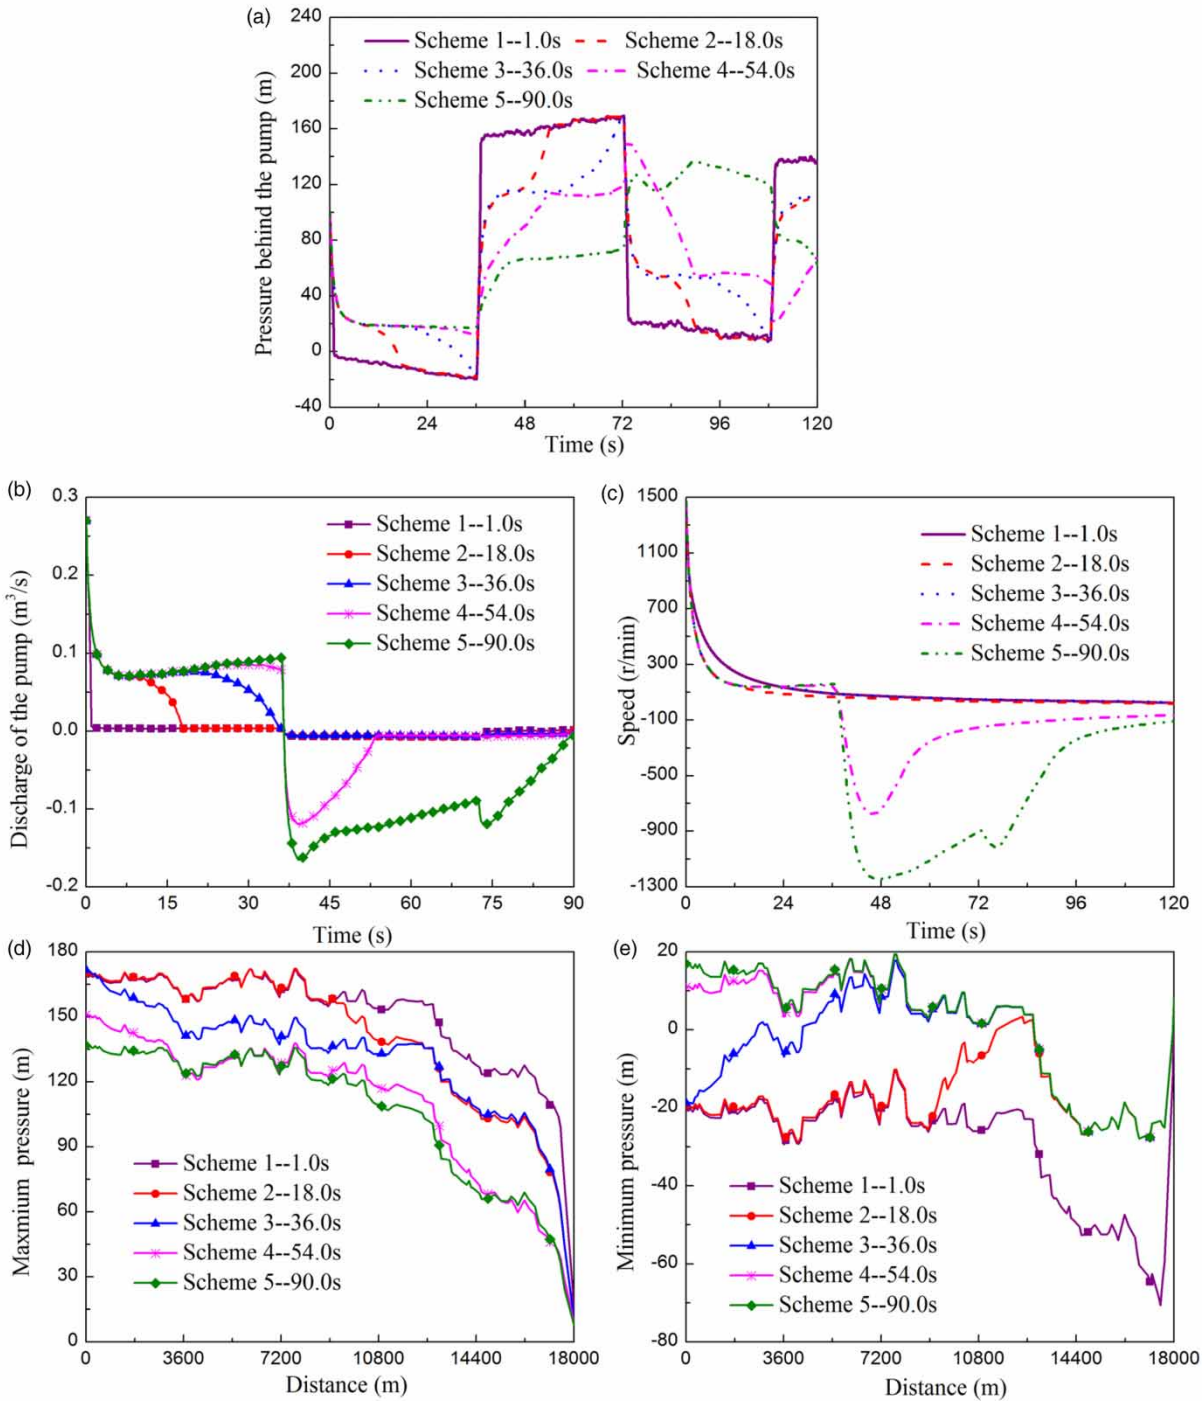 (a)
240
200
160
120
80
40
0
-40
Pressure behind the pump (m)
Scheme 1--1.0s
Scheme 2--18.0s
Scheme 3--36.0s
Scheme 4--54.0s
Scheme 5--90.0s
0 24 48 72 96 120
Time (s)
(b)
0.3
0.2
0.1
0.0
-0.1
-0.2
Discharge of the pump (m³/s)
Scheme 1--1.0s
Scheme 2--18.0s
Scheme 3--36.0s
Scheme 4--54.0s
Scheme 5--90.0s
0 15 30 45 60 75 90
Time (s)
(c)
1500
1100
700
300
-100
-500
-900
-1300
Speed (r/min)
Scheme 1--1.0s
Scheme 2--18.0s
Scheme 3--36.0s
Scheme 4--54.0s
Scheme 5--90.0s
0 24 48 72 96 120
Time (s)
(d)
180
150
120
90
60
30
0
Maxmium pressure (m)
Scheme 1--1.0s
Scheme 2--18.0s
Scheme 3--36.0s
Scheme 4--54.0s
Scheme 5--90.0s
0 3600 7200 10800 14400 18000
Distance (m)
(e)
20
0
-20
-40
-60
-80
Minimum pressure (m)
Scheme 1--1.0s
Scheme 2--18.0s
Scheme 3--36.0s
Scheme 4--54.0s
Scheme 5--90.0s
0 3600 7200 10800 14400 18000
Distance (m)